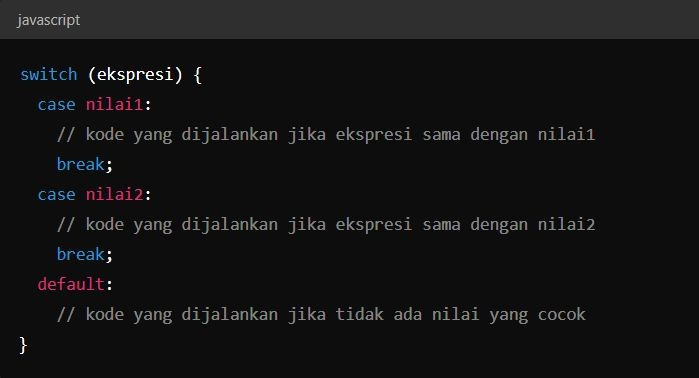 javascript
switch (ekspresi) {
  case nilai1:
    // kode yang dijalankan jika ekspresi sama dengan nilai1
    break;
  case nilai2:
    // kode yang dijalankan jika ekspresi sama dengan nilai2
    break;
  default:
    // kode yang dijalankan jika tidak ada nilai yang cocok
}